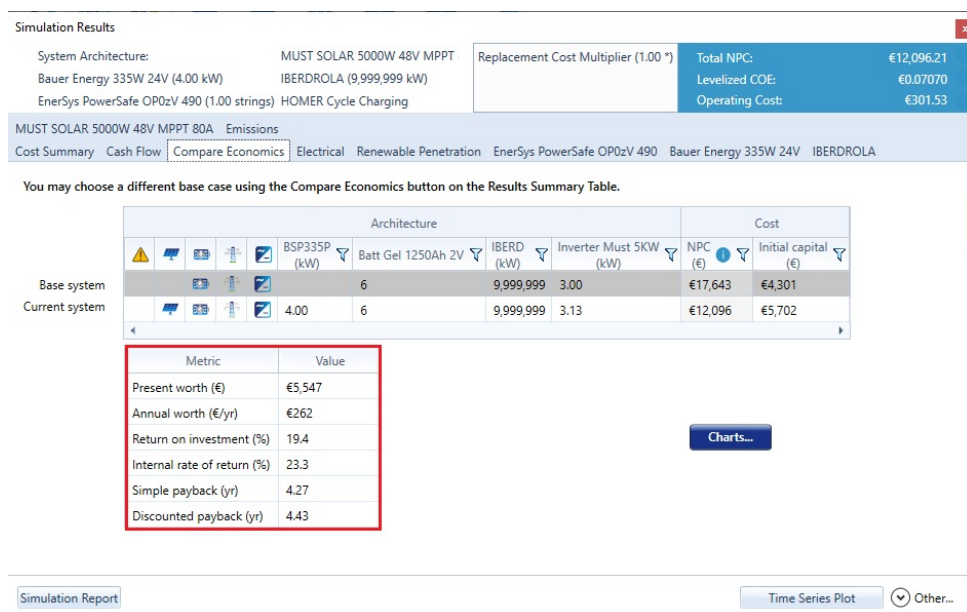 Simulation Results
x
System Architecture: MUST SOLAR 5000W 48V MPPT Replacement Cost Multiplier (1.00 *) Total NPC: €12,096.21
Bauer Energy 335W 24V (4.00 kW) IBERDROLA (9,999,999 kW) Levelized COE: €0.07070
EnerSys PowerSafe OP0zV 490 (1.00 strings) HOMER Cycle Charging Operating Cost: €301.53
MUST SOLAR 5000W 48V MPPT 80A Emissions
Cost Summary Cash Flow Compare Economics Electrical Renewable Penetration EnerSys PowerSafe OP0zV 490 Bauer Energy 335W 24V IBERDROLA
You may choose a different base case using the Compare Economics button on the Results Summary Table.
Architecture Cost
BSP335P (kW) Batt Gel 1250Ah 2V IBERD (kW) Inverter Must 5KW (kW) NPC (€) Initial capital (€)
Base system 6 9,999,999 3.00 €17,643 €4,301
Current system 4.00 6 9,999,999 3.13 €12,096 €5,702
Metric Value
Present worth (€) €5,547
Annual worth (€/yr) €262
Return on investment (%) 19.4
Internal rate of return (%) 23.3
Simple payback (yr) 4.27
Discounted payback (yr) 4.43
Charts...
Simulation Report Time Series Plot Other...